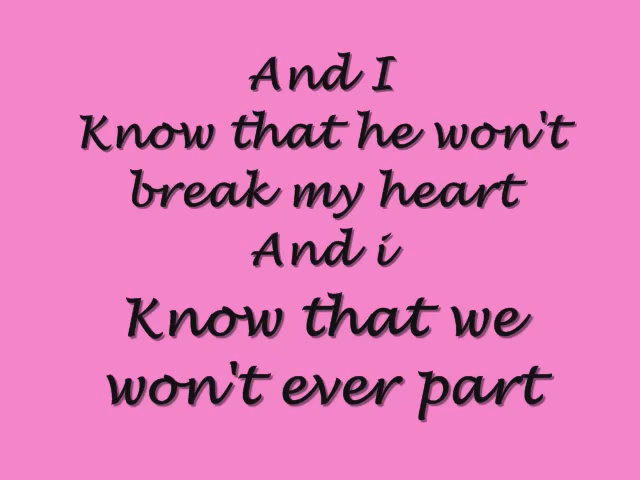 And I
Know that he won't
break my heart
And i
Know that we
won't ever part